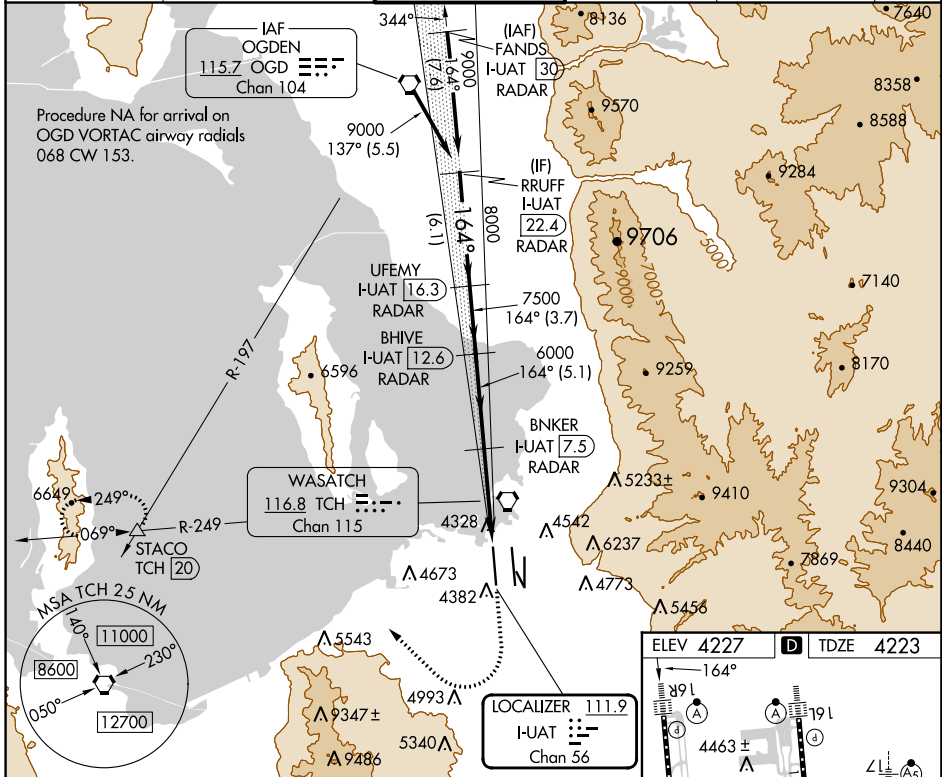 IAF
OGDEN
115.7 OGD
Chan 104
Procedure NA for arrival on
OGD VORTAC airway radials
068 CW 153.
9000
137° (5.5)
344°
9000
164°
(7.6)
(IAF)
FANDS
I-UAT 30
RADAR
8136
7640
8358
9570
8588
9284
(IF)
RRUFF
I-UAT
22.4
RADAR
(6.1)
164°
8000
9706
5000
7000
9000
7140
UFEMY
I-UAT 16.3
RADAR
7500
164° (3.7)
BHIVE
I-UAT 12.6
RADAR
6000
164° (5.1)
R-197
6596
9259
8170
BNKER
I-UAT 7.5
RADAR
WASATCH
116.8 TCH
Chan 115
5233±
9410
9304
6649
249°
069°
R-249
STACO
TCH 20
4328
4542
6237
8440
7869
4673
4382
4773
5456
MSA TCH 25 NM
140°
11000
230°
8600
050°
12700
5543
4993
9347±
5340
9486
LOCALIZER 111.9
I-UAT
Chan 56
ELEV 4227
D
TDZE 4223
164°
16R
A
A
16L
P
P
4463±
17
A5